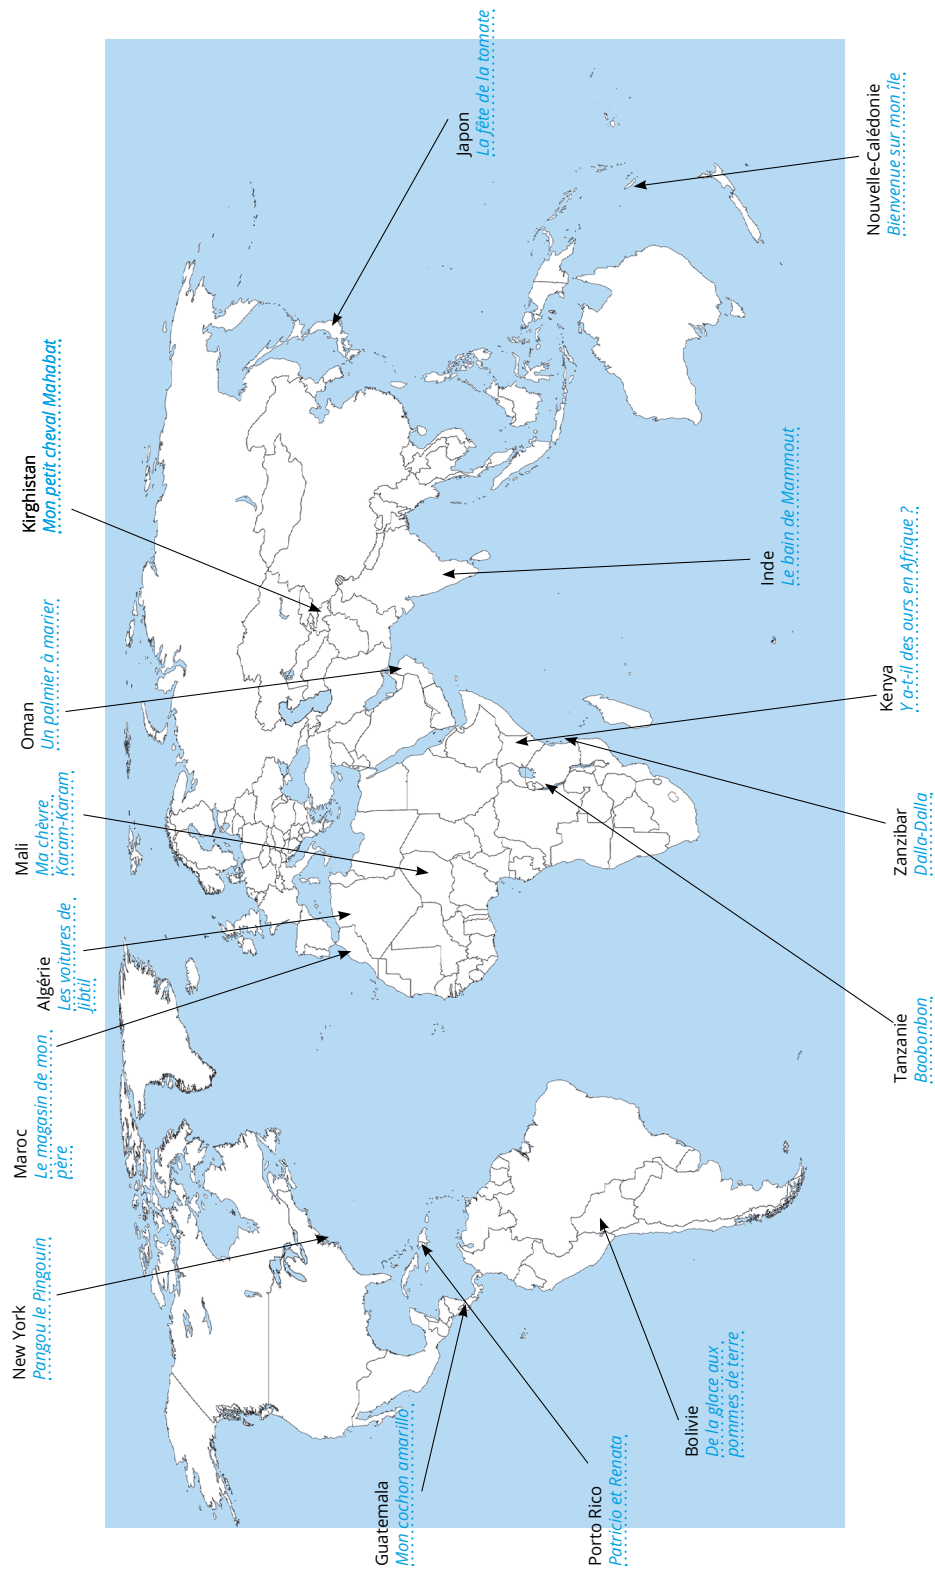 New York
Pangou le Pingouin
Maroc
Le magasin de mon
père
Algérie
Les voitures de
Jibtil
Mali
Ma chèvre
Karam-Karam
Oman
Un palmier à marier
Kirghistan
Mon petit cheval Mahabat
Japon
La fête de la tomate
Guatemala
Mon cochon amarillo
Porto Rico
Patricio et Renata
Bolivie
De la glace aux
pommes de terre
Tanzanie
Baobonbon
Zanzibar
Dalla-Dalla
Kenya
Y a-t-il des ours en Afrique ?
Inde
Le bain de Mammout
Nouvelle-Calédonie
Bienvenue sur mon île